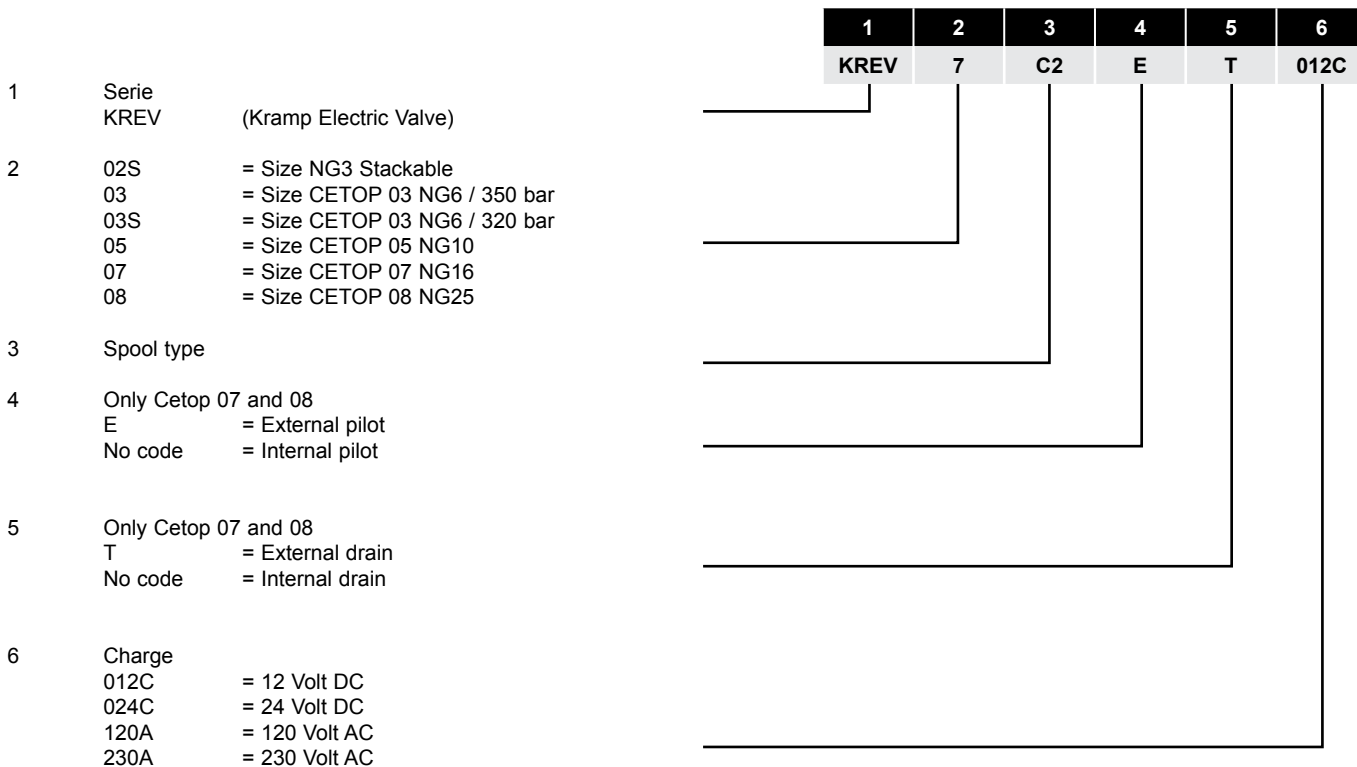 1 2 3 4 5 6
KREV 7 C2 E T 012C
1 Serie
KREV (Kramp Electric Valve)
2 02S = Size NG3 Stackable
03 = Size CETOP 03 NG6 / 350 bar
03S = Size CETOP 03 NG6 / 320 bar
05 = Size CETOP 05 NG10
07 = Size CETOP 07 NG16
08 = Size CETOP 08 NG25
3 Spool type
4 Only Cetop 07 and 08
E = External pilot
No code = Internal pilot
5 Only Cetop 07 and 08
T = External drain
No code = Internal drain
6 Charge
012C = 12 Volt DC
024C = 24 Volt DC
120A = 120 Volt AC
230A = 230 Volt AC